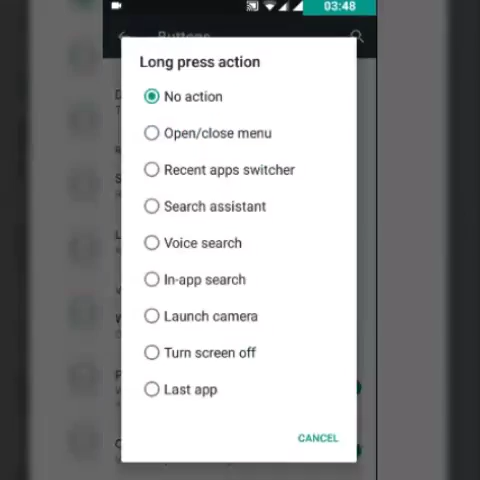 03:48
Buttons
Long press action
No action
Open/close menu
Recent apps switcher
Search assistant
Voice search
In-app search
Launch camera
Turn screen off
Last app
CANCEL